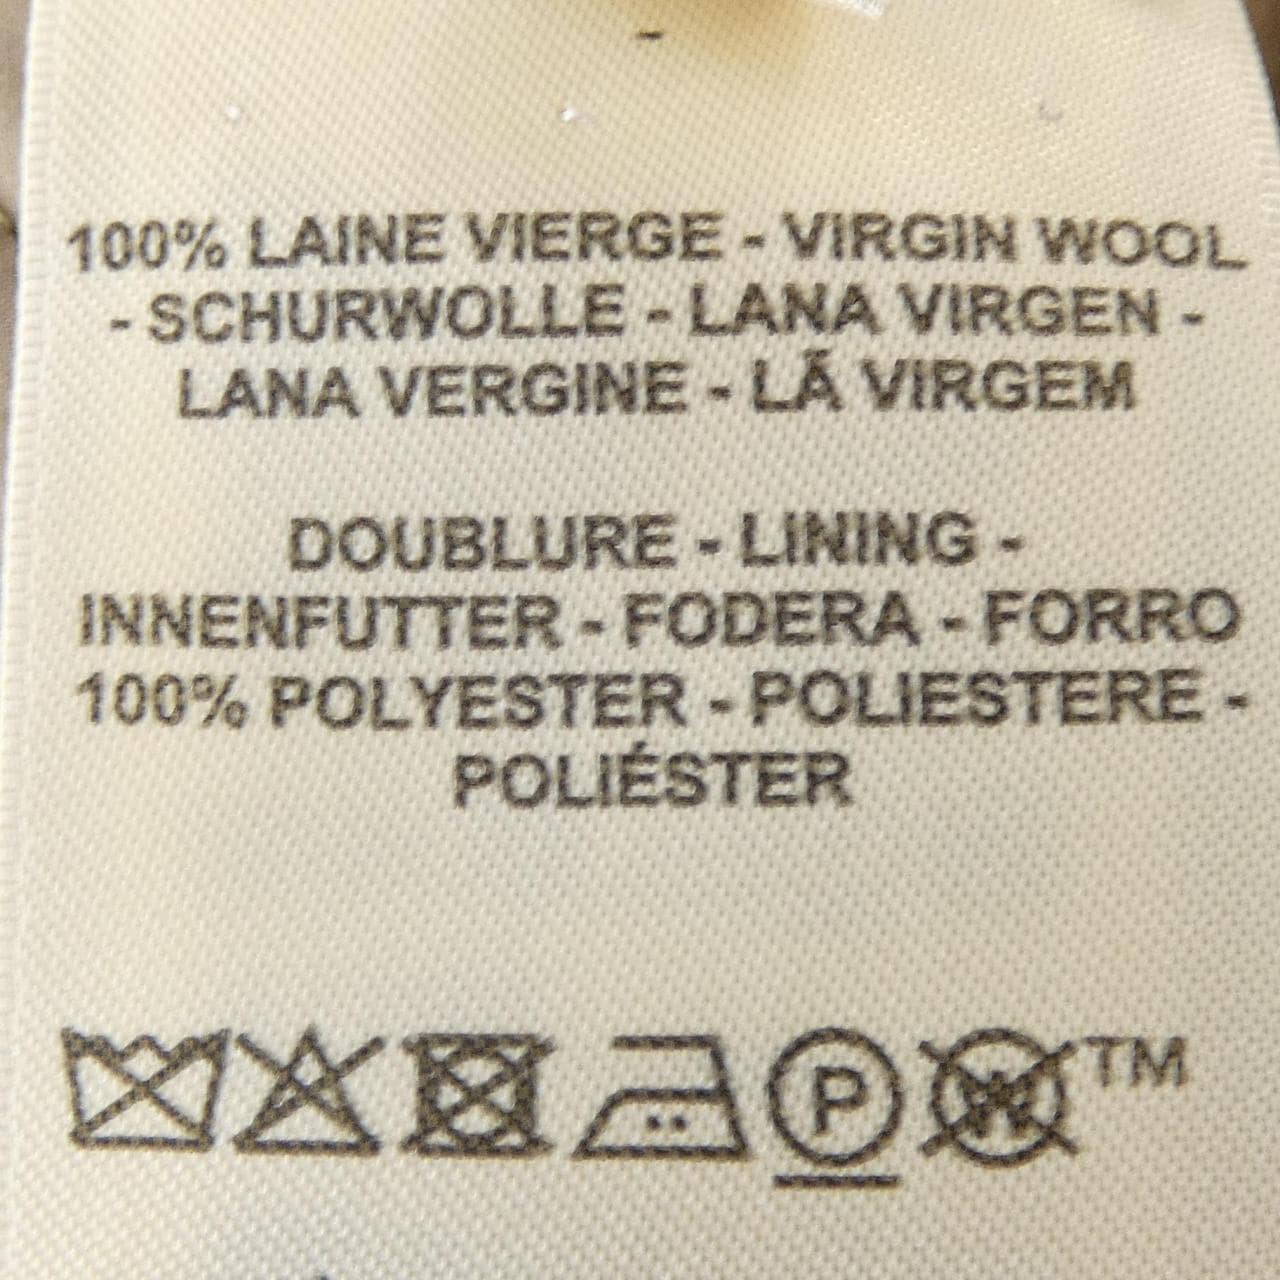 -
100% LAINE VIERGE - VIRGIN WOOL
- SCHURWOLLE - LANA VIRGEN -
LANA VERGINE - LÃ VIRGEM
DOUBLURE - LINING -
INNENFUTTER - FODERA - FORRO
100% POLYESTER - POLIESTERE -
POLIÉSTER
P W TM